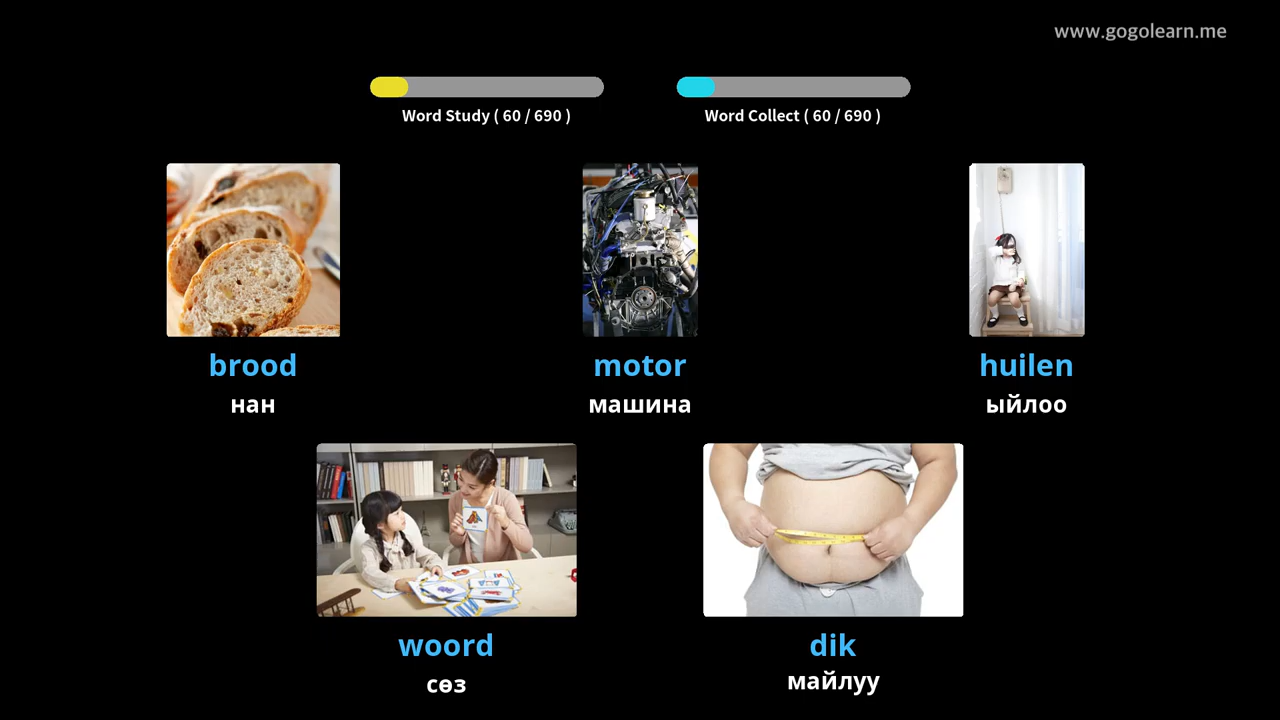 www.gogolearn.me
Word Study ( 60 / 690 )
Word Collect ( 60 / 690 )
brood
нан
motor
машина
huilen
ыйлоо
woord
сөз
dik
майлуу